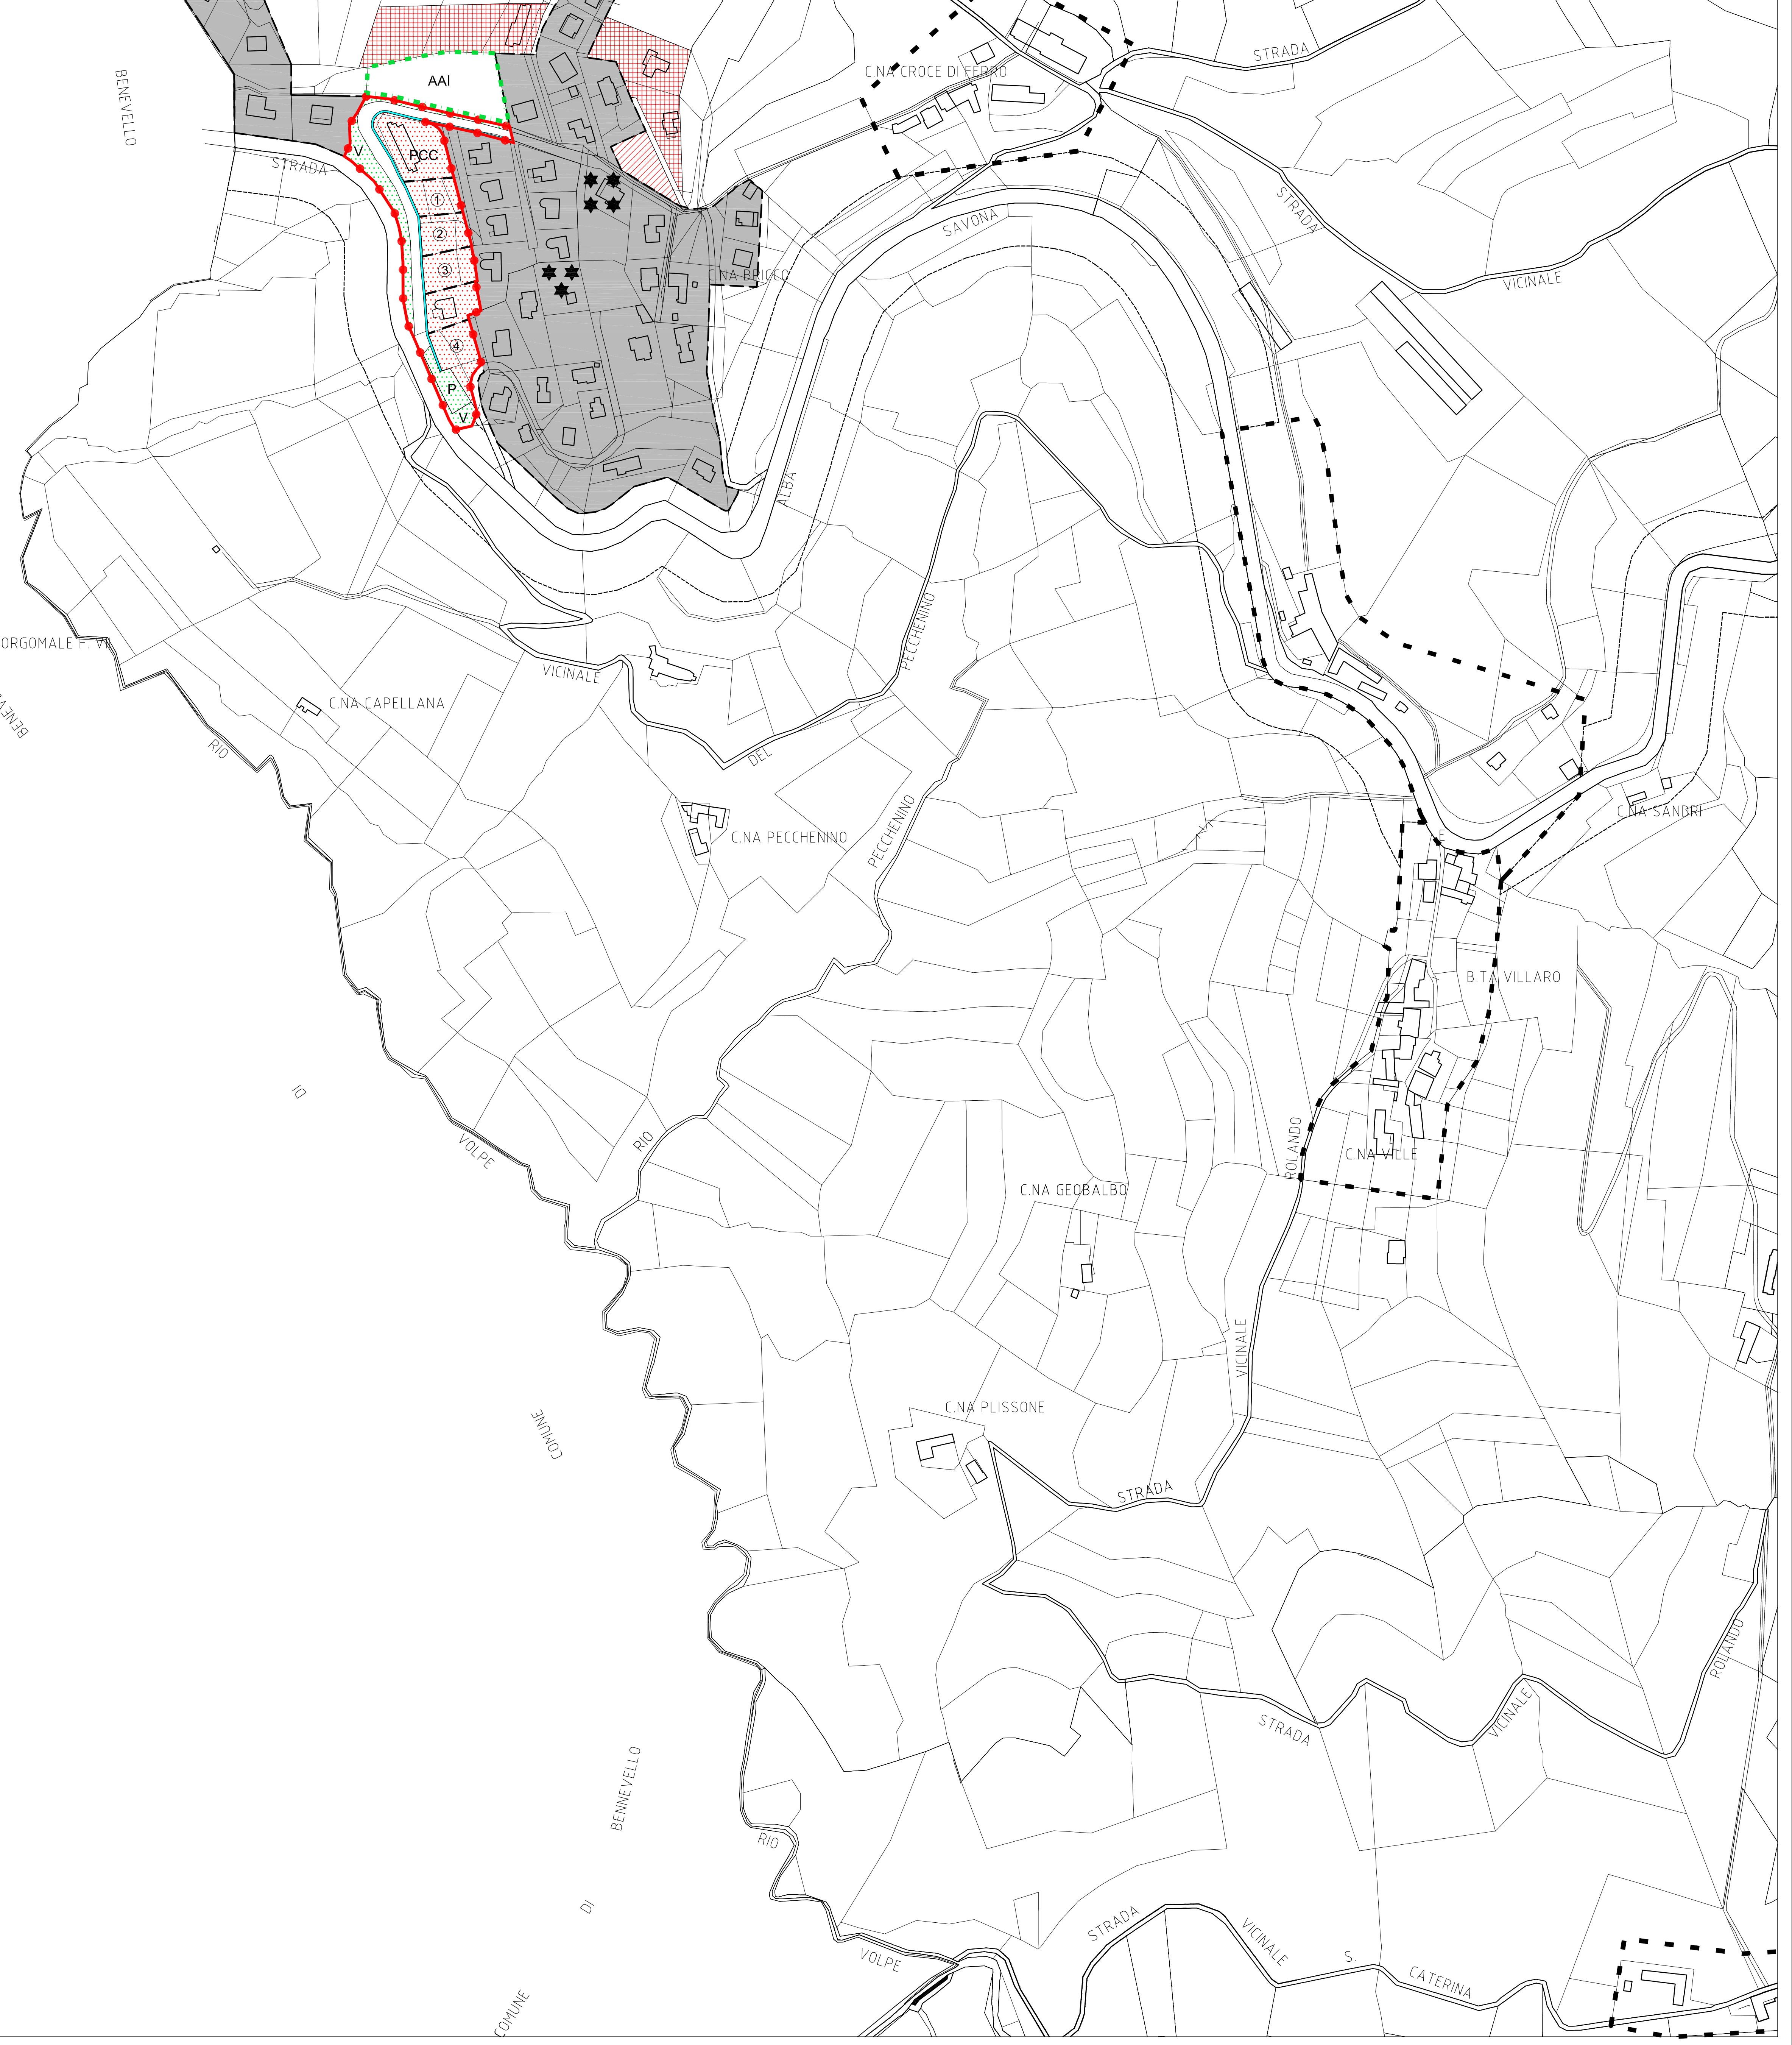 STRADA
C.NA CROCE DI FERRO
AAI
BENEVELLO
V
PCC
STRADA
1
STRADA
SAVONA
2
3
C.NA BRICCO
VICINALE
4
P
V
ALBA
PECCHENINO
ORGOMALE F. VI
VICINALE
C.NA CAPELLANA
RIO
DEL
C.NA SANDRI
C.NA PECCHENINO
PECCHENINO
E
B.TA VILLARO
DI
VOLPE
RIO
ROLANDO
C.NA VILLE
C.NA GEOBALBO
VICINALE
C.NA PLISSONE
COMUNE
STRADA
ROLANDO
STRADA
VICINALE
BENNEVELLO
RIO
DI
STRADA
VICINALE
S.
CATERINA
VOLPE
COMUNE